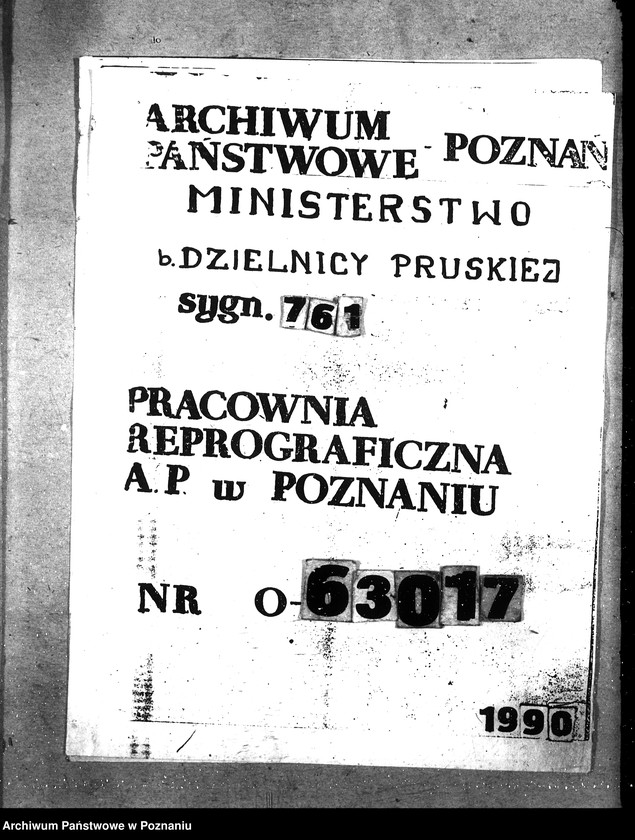 ARCHIWUM
PAŃSTWOWE - POZNAŃ
MINISTERSTWO
b. DZIELNICY PRUSKIEJ
sygn. 761
PRACOWNIA
REPROGRAFICZNA
A.P. w POZNANIU
NR O-63017
1990
Archiwum Państwowe w Poznaniu